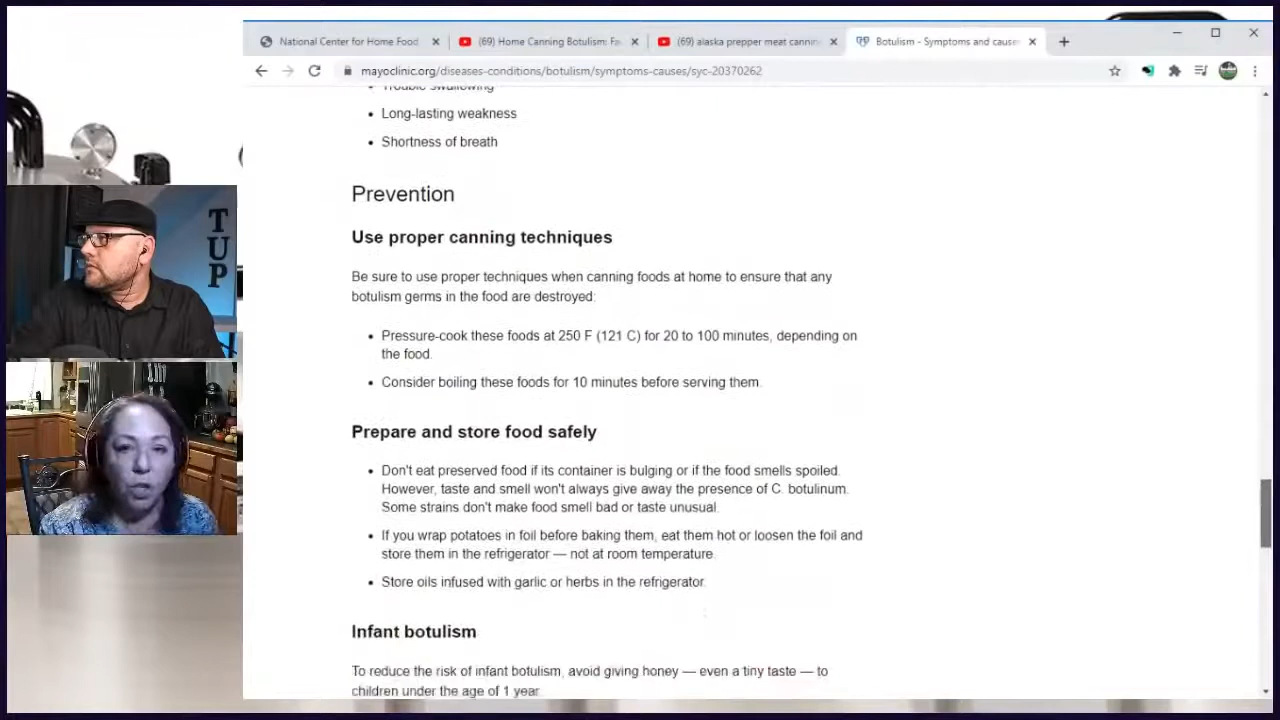 National Center for Home Food
(69) Home Canning Botulism: Fa
(69) alaska prepper meat cannin
Botulism - Symptoms and cause
mayoclinic.org/diseases-conditions/botulism/symptoms-causes/syc-20370262
Trouble swallowing
Long-lasting weakness
Shortness of breath
Prevention
Use proper canning techniques
Be sure to use proper techniques when canning foods at home to ensure that any
botulism germs in the food are destroyed:
Pressure-cook these foods at 250 F (121 C) for 20 to 100 minutes, depending on
the food.
Consider boiling these foods for 10 minutes before serving them.
Prepare and store food safely
Don't eat preserved food if its container is bulging or if the food smells spoiled.
However, taste and smell won't always give away the presence of C. botulinum.
Some strains don't make food smell bad or taste unusual.
If you wrap potatoes in foil before baking them, eat them hot or loosen the foil and
store them in the refrigerator — not at room temperature.
Store oils infused with garlic or herbs in the refrigerator.
Infant botulism
To reduce the risk of infant botulism, avoid giving honey — even a tiny taste — to
children under the age of 1 year.
T
U
P